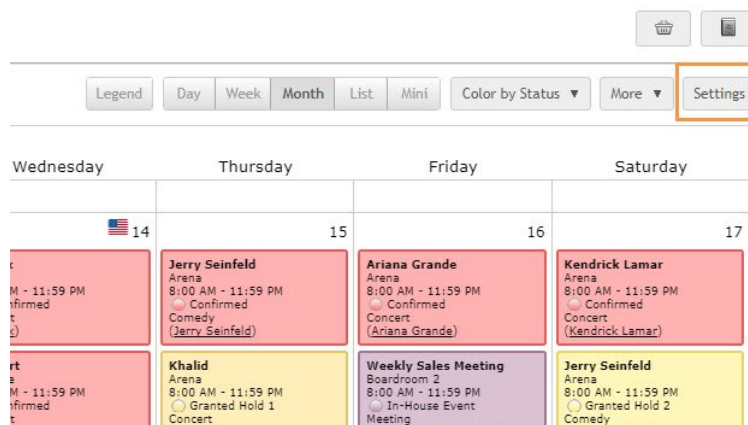 Legend Day Week Month List Mini Color by Status ▼ More ▼ Settings
Wednesday Thursday Friday Saturday
14 15 16 17
Jerry Seinfeld
Arena
8:00 AM - 11:59 PM
Confirmed
Comedy
(Jerry Seinfeld)
Ariana Grande
Arena
8:00 AM - 11:59 PM
Confirmed
Concert
(Ariana Grande)
Kendrick Lamar
Arena
8:00 AM - 11:59 PM
Confirmed
Concert
(Kendrick Lamar)
- 11:59 PM
Khalid
Arena
8:00 AM - 11:59 PM
Granted Hold 1
Concert
Weekly Sales Meeting
Boardroom 2
8:00 AM - 11:59 PM
In-House Event
Meeting
Jerry Seinfeld
Arena
8:00 AM - 11:59 PM
Granted Hold 2
Comedy
- 11:59 PM